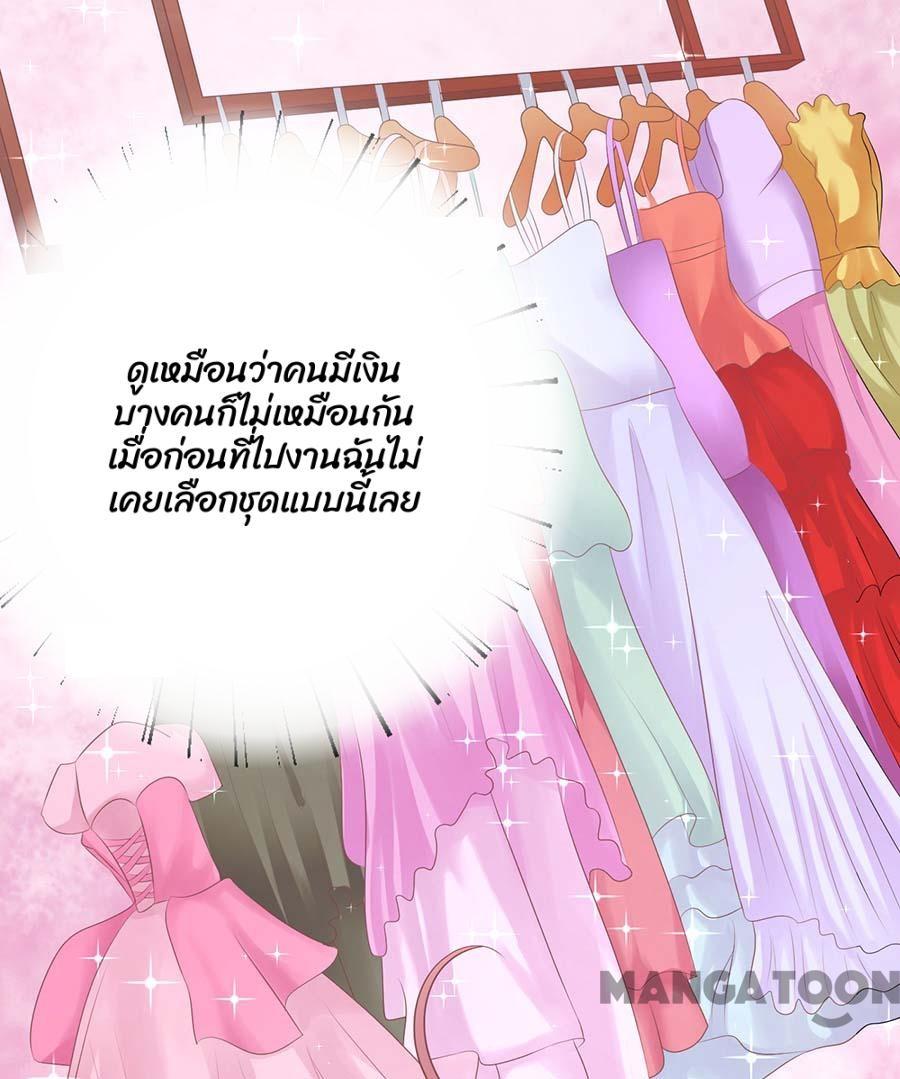 ดูเหมือนว่าคนมีเงิน
บางคนก็ไม่เหมือนกัน
เมื่อก่อนที่ไปงานฉันไม่
เคยเลือกชุดแบบนี้เลย
MANGA TOON